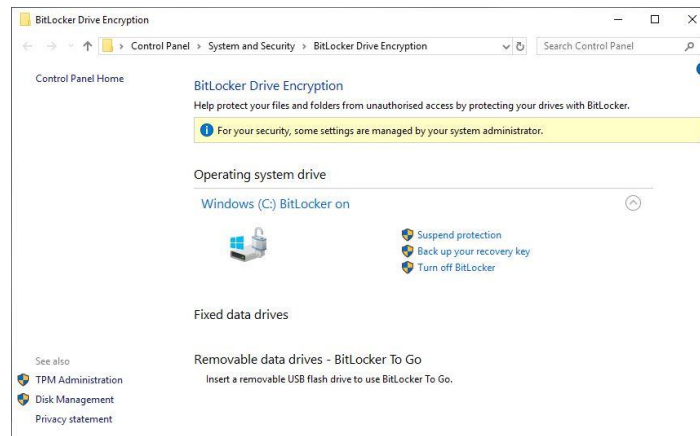 BitLocker Drive Encryption
Control Panel > System and Security > BitLocker Drive Encryption
Search Control Panel
Control Panel Home
BitLocker Drive Encryption
Help protect your files and folders from unauthorised access by protecting your drives with BitLocker.
For your security, some settings are managed by your system administrator.
Operating system drive
Windows (C:) BitLocker on
Suspend protection
Back up your recovery key
Turn off BitLocker
Fixed data drives
Removable data drives - BitLocker To Go
Insert a removable USB flash drive to use BitLocker To Go.
See also
TPM Administration
Disk Management
Privacy statement